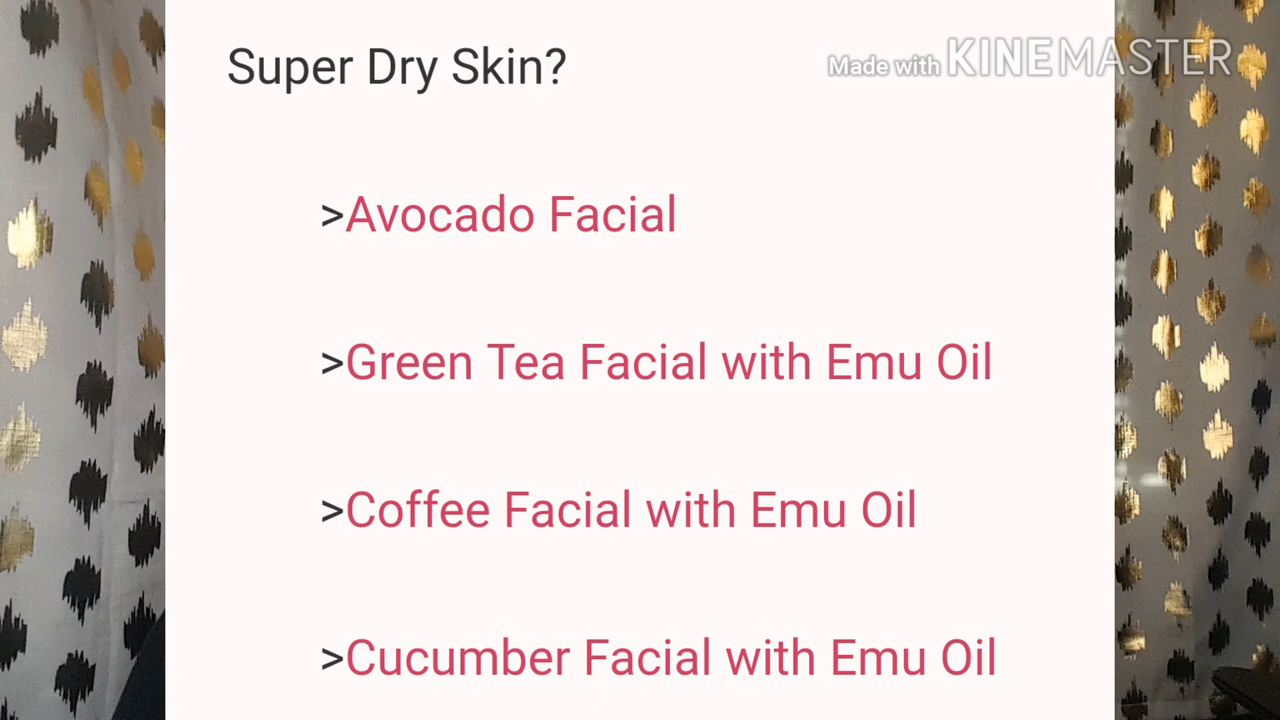 Super Dry Skin?
Made with KINEMASTER
>Avocado Facial
>Green Tea Facial with Emu Oil
>Coffee Facial with Emu Oil
>Cucumber Facial with Emu Oil